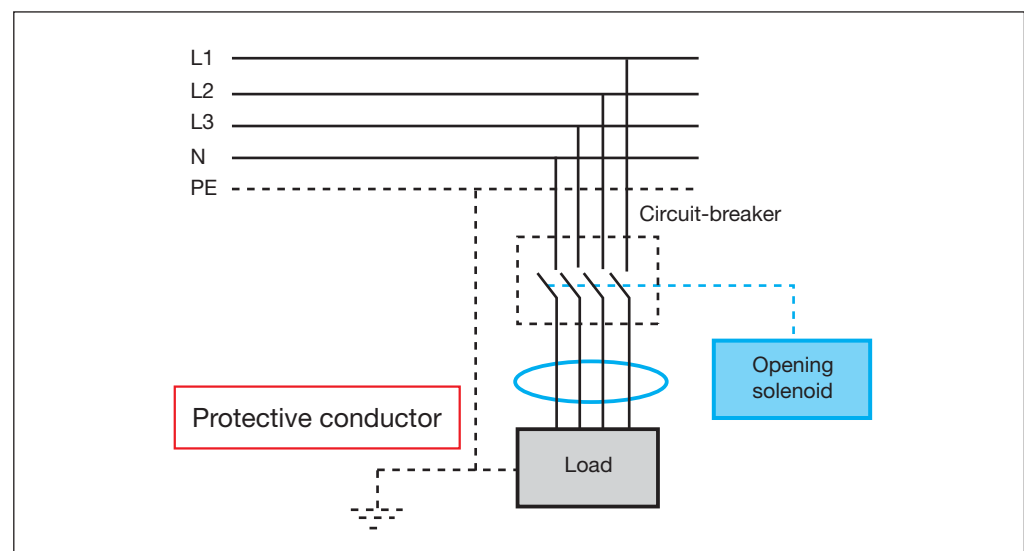 L1
L2
L3
N
PE
Circuit-breaker
Opening
solenoid
Protective conductor
Load